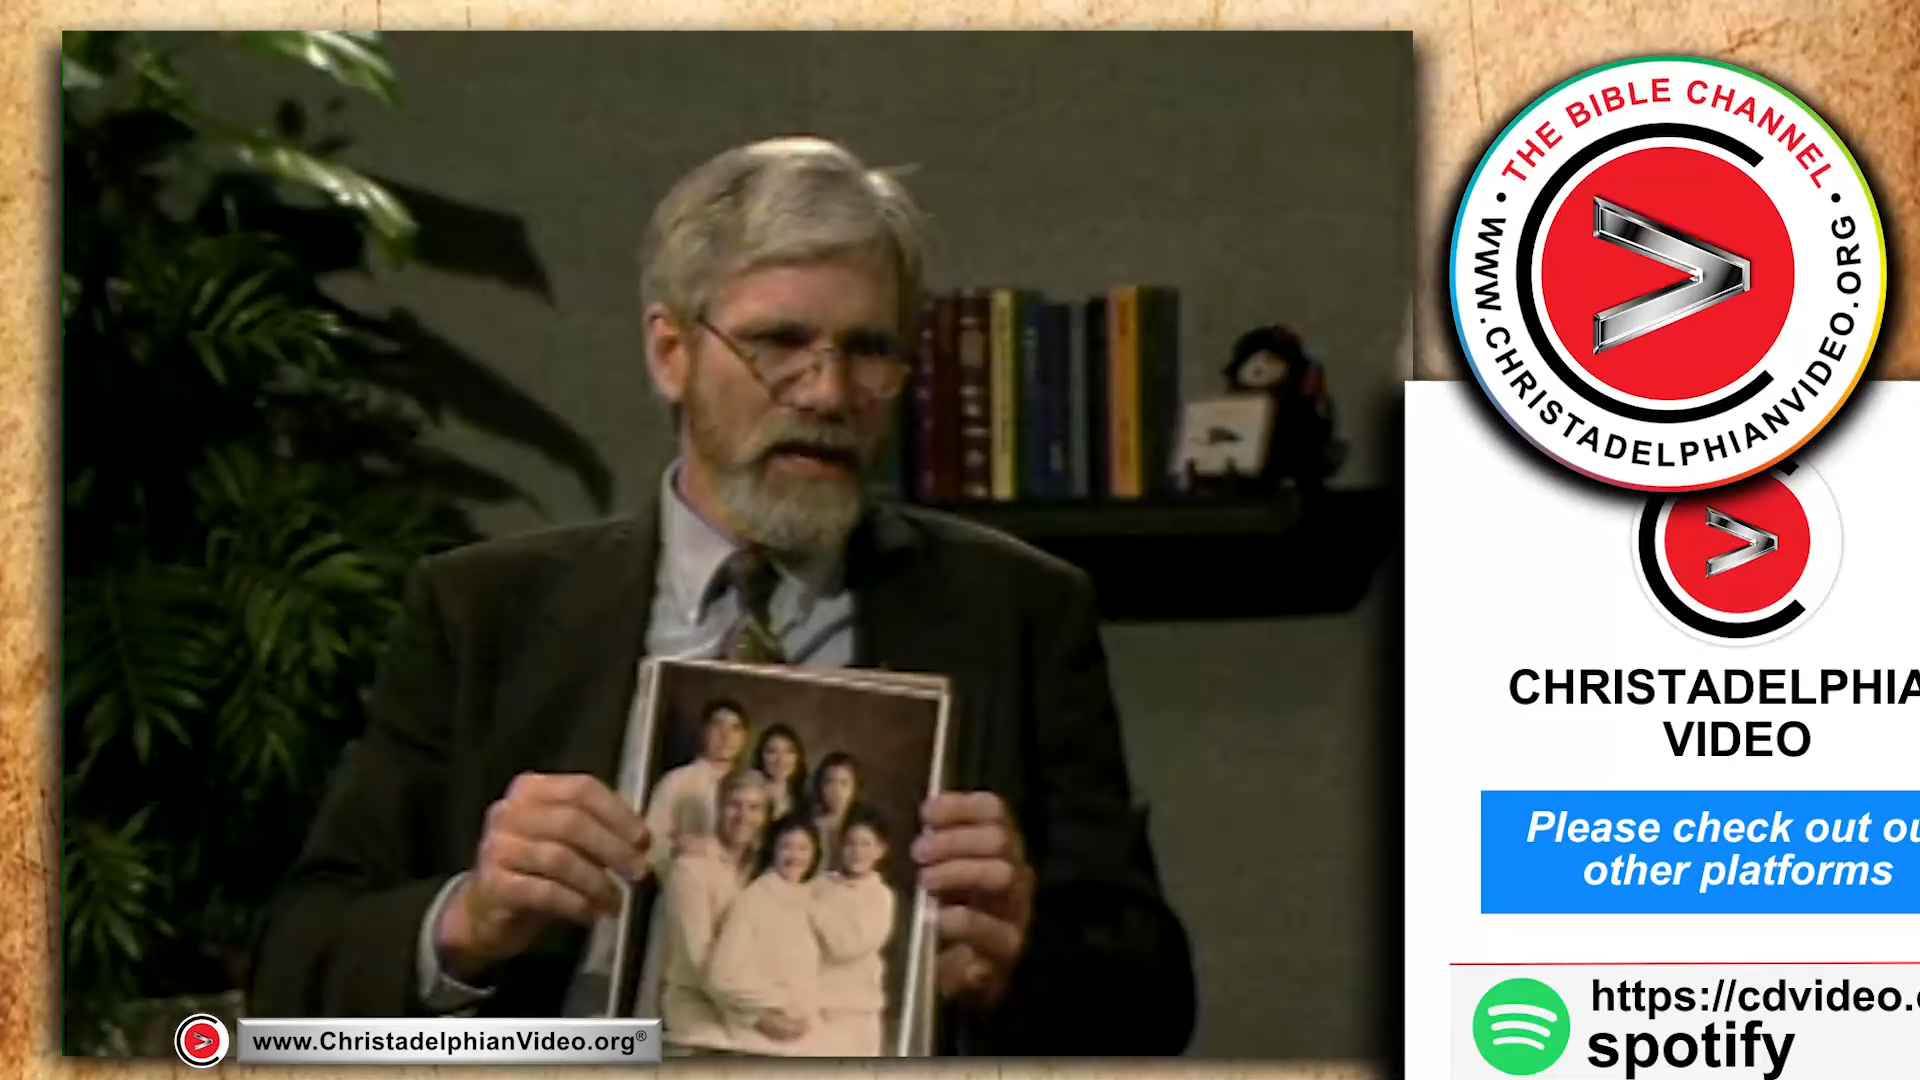 • THE BIBLE CHANNEL •
WWW.CHRISTADELPHIANVIDEO.ORG
CHRISTADELPHIA
VIDEO
Please check out ou
other platforms
https://cdvideo.
spotify
www.ChristadelphianVideo.org®